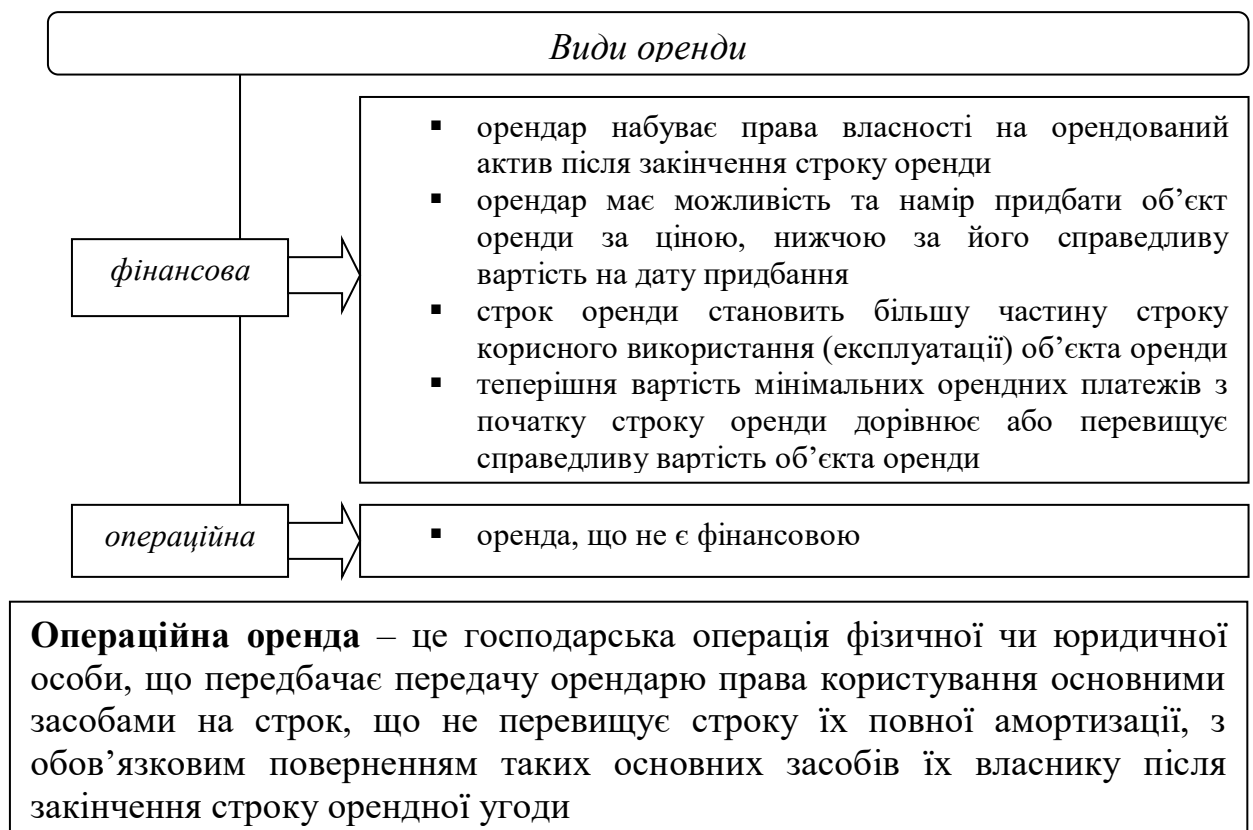 Види оренди
▪ орендар набуває права власності на орендований
актив після закінчення строку оренди
▪ орендар має можливість та намір придбати об’єкт
оренди за ціною, нижчою за його справедливу
вартість на дату придбання
▪ строк оренди становить більшу частину строку
корисного використання (експлуатації) об’єкта оренди
▪ теперішня вартість мінімальних орендних платежів з
початку строку оренди дорівнює або перевищує
справедливу вартість об’єкта оренди
фінансова
операційна
▪ оренда, що не є фінансовою
Операційна оренда – це господарська операція фізичної чи юридичної
особи, що передбачає передачу орендарю права користування основними
засобами на строк, що не перевищує строку їх повної амортизації, з
обов’язковим поверненням таких основних засобів їх власнику після
закінчення строку орендної угоди